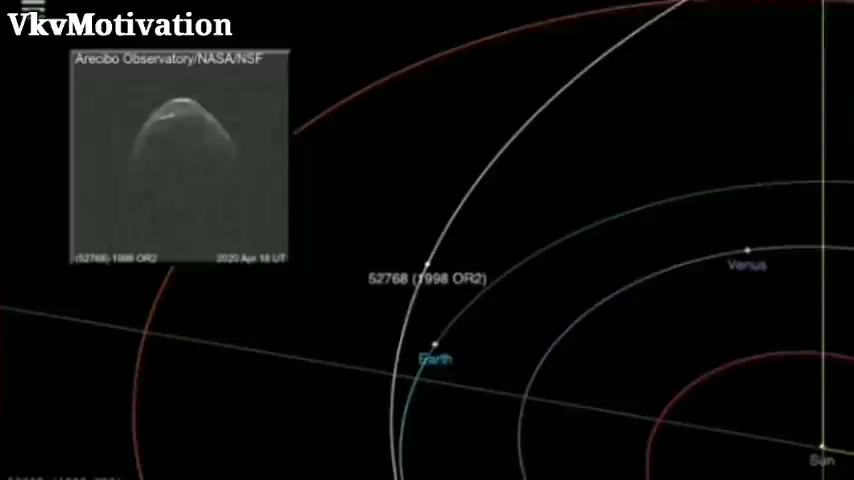 VkvMotivation
Arecibo Observatory/NASA/NSF
(52768) 1998 OR2
2020 Apr 18 UT
Venus
52768 (1998 OR2)
Earth
Sun